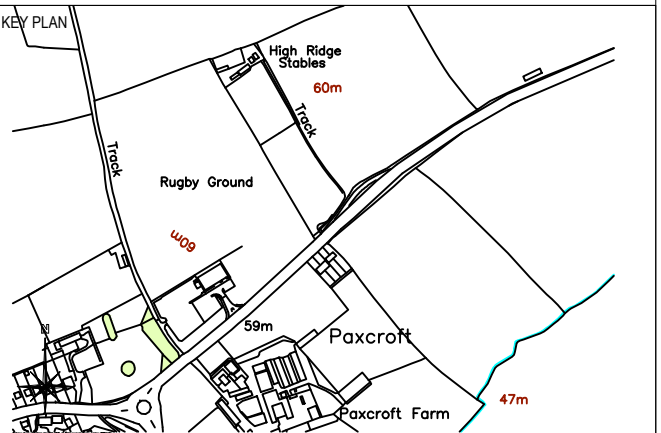 KEY PLAN
High Ridge
Stables
60m
Track
Track
Rugby Ground
60m
59m
Paxcroft
N
47m
Paxcroft Farm